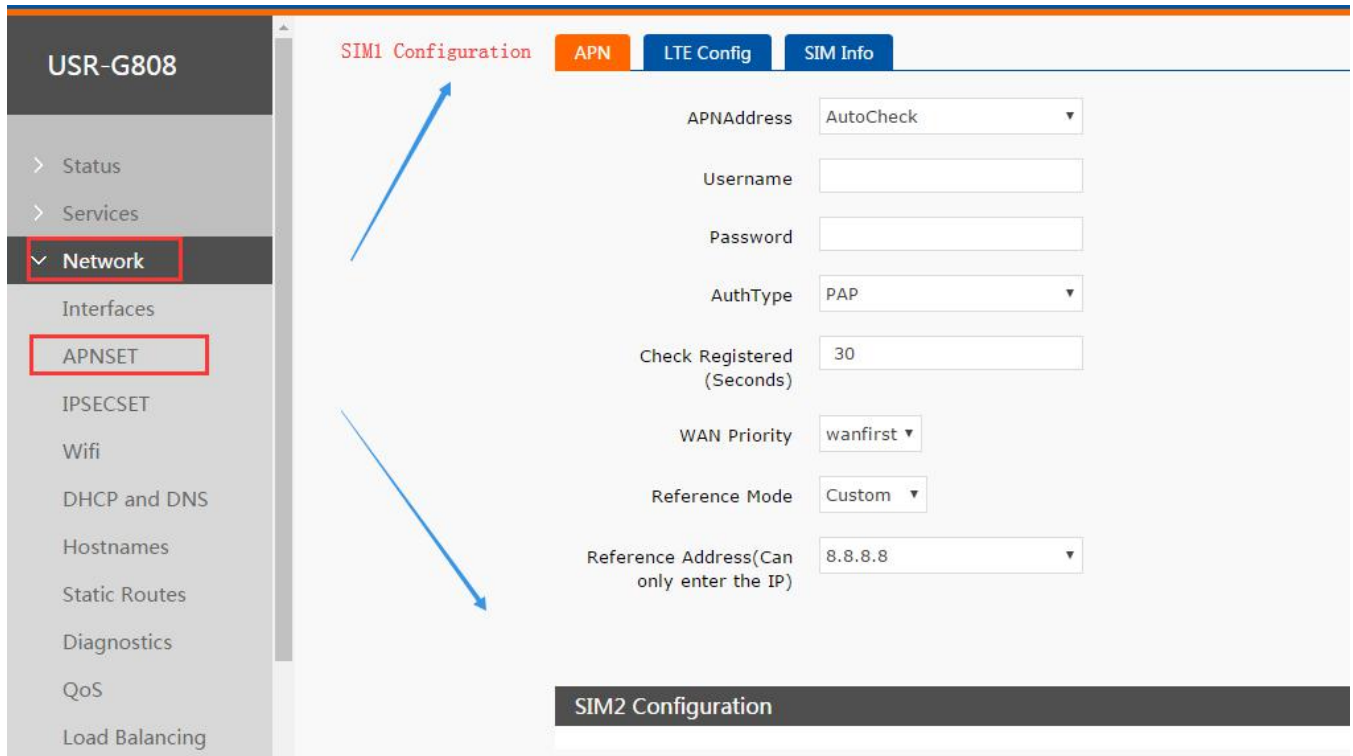 USR-G808
Status
Services
Network
Interfaces
APNSET
IPSECSET
Wifi
DHCP and DNS
Hostnames
Static Routes
Diagnostics
QoS
Load Balancing
SIM1 Configuration
APN LTE Config SIM Info
APNAddress AutoCheck
Username
Password
AuthType PAP
Check Registered 30
(Seconds)
WAN Priority wanfirst
Reference Mode Custom
Reference Address(Can 8.8.8.8
only enter the IP)
SIM2 Configuration